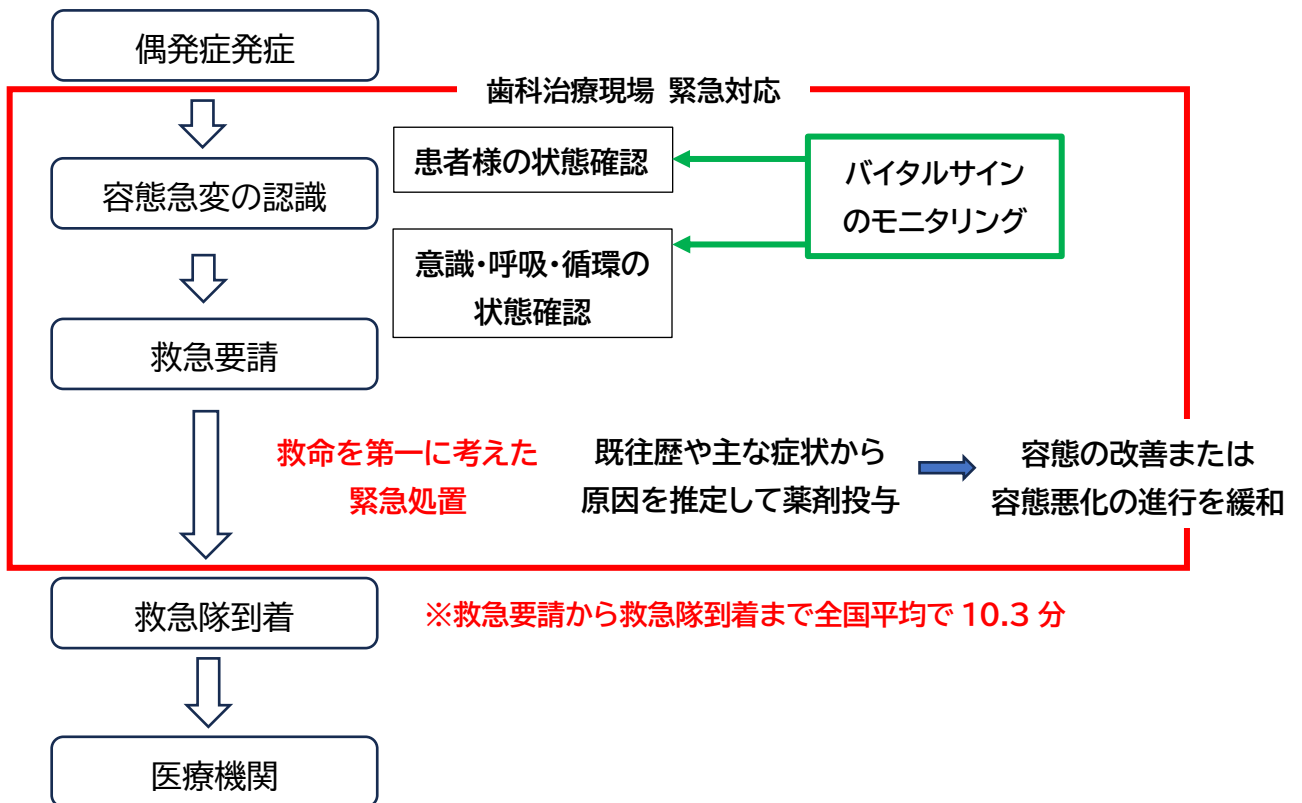 偶発症発症
歯科治療現場 緊急対応
患者様の状態確認
バイタルサイン
のモニタリング
容態急変の認識
意識・呼吸・循環の
状態確認
救急要請
救命を第一に考えた
緊急処置
既往歴や主な症状から
原因を推定して薬剤投与
容態の改善または
容態悪化の進行を緩和
救急隊到着
※救急要請から救急隊到着まで全国平均で 10.3 分
医療機関